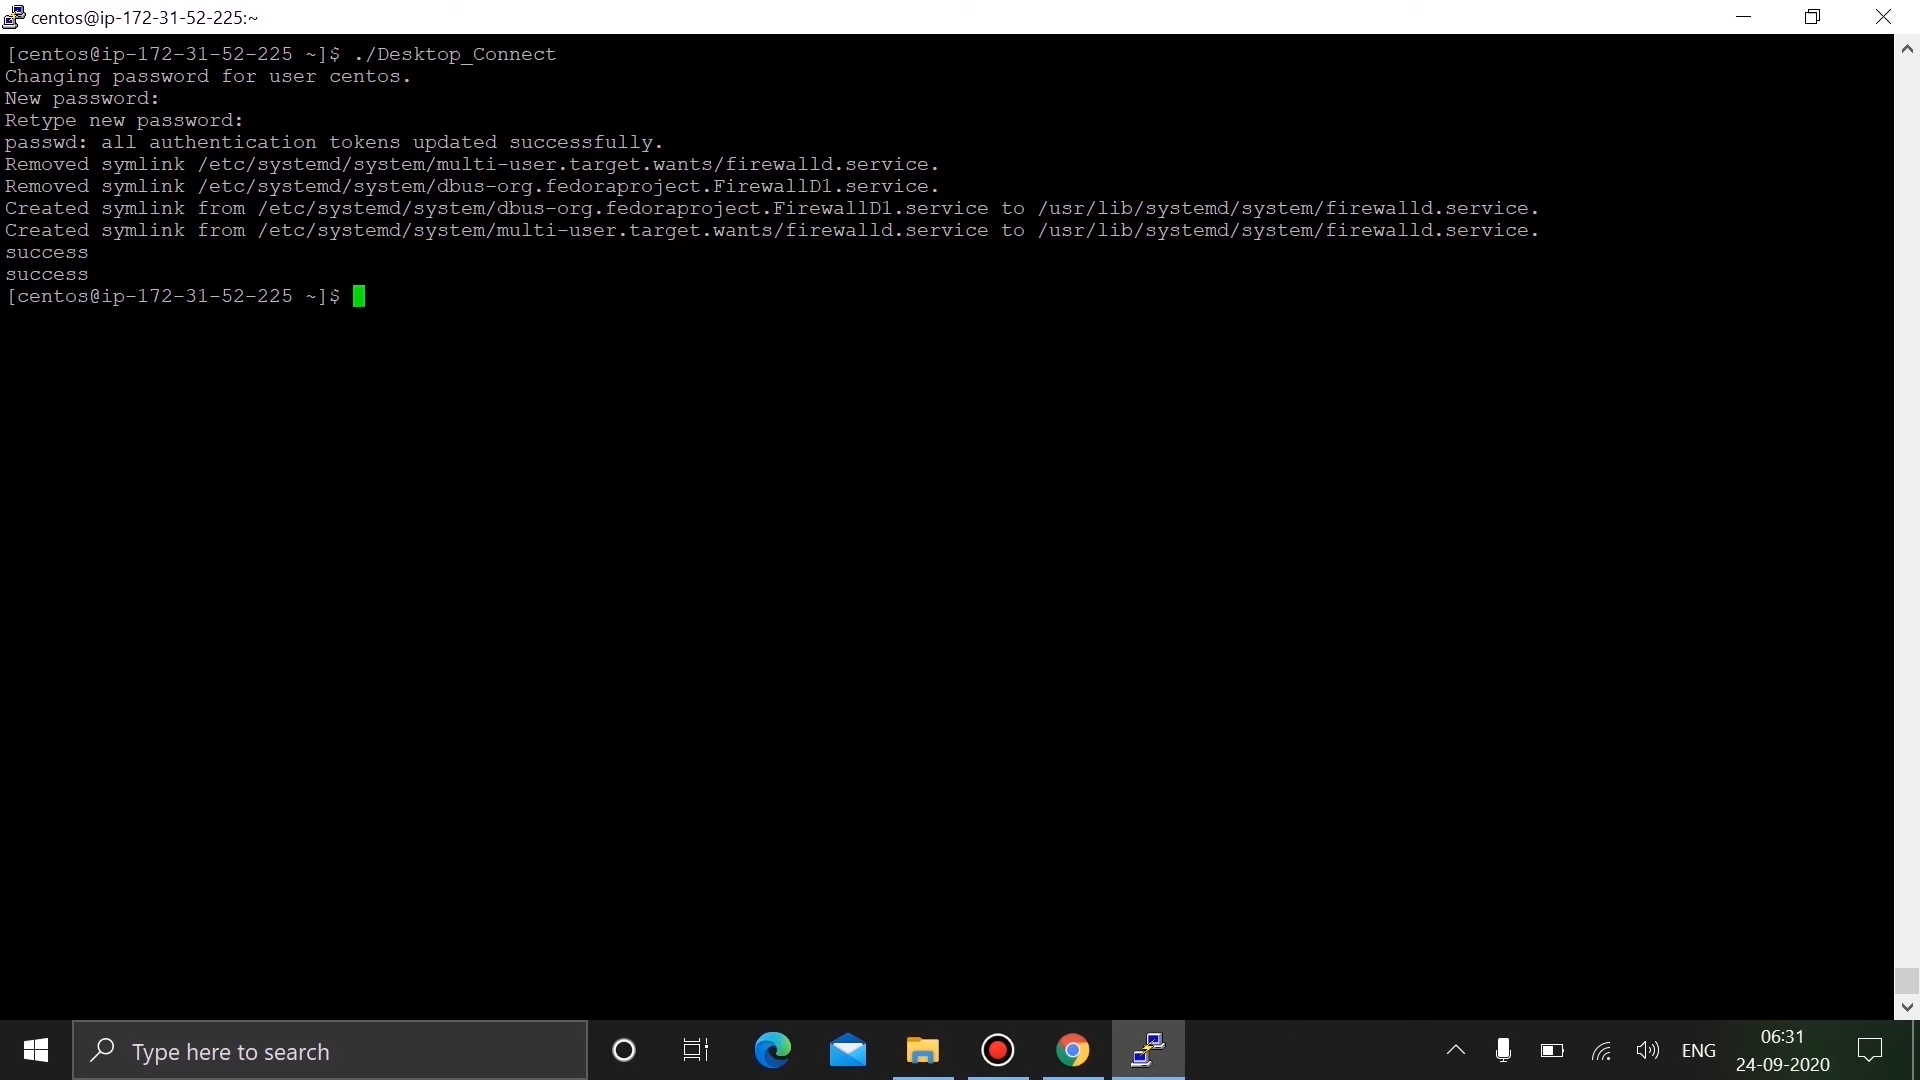 centos@ip-172-31-52-225:~
[centos@ip-172-31-52-225 ~]$ ./Desktop_Connect
Changing password for user centos.
New password:
Retype new password:
passwd: all authentication tokens updated successfully.
Removed symlink /etc/systemd/system/multi-user.target.wants/firewalld.service.
Removed symlink /etc/systemd/system/dbus-org.fedoraproject.FirewallD1.service.
Created symlink from /etc/systemd/system/dbus-org.fedoraproject.FirewallD1.service to /usr/lib/systemd/system/firewalld.service.
Created symlink from /etc/systemd/system/multi-user.target.wants/firewalld.service to /usr/lib/systemd/system/firewalld.service.
success
success
[centos@ip-172-31-52-225 ~]$
Type here to search
ENG
06:31
24-09-2020